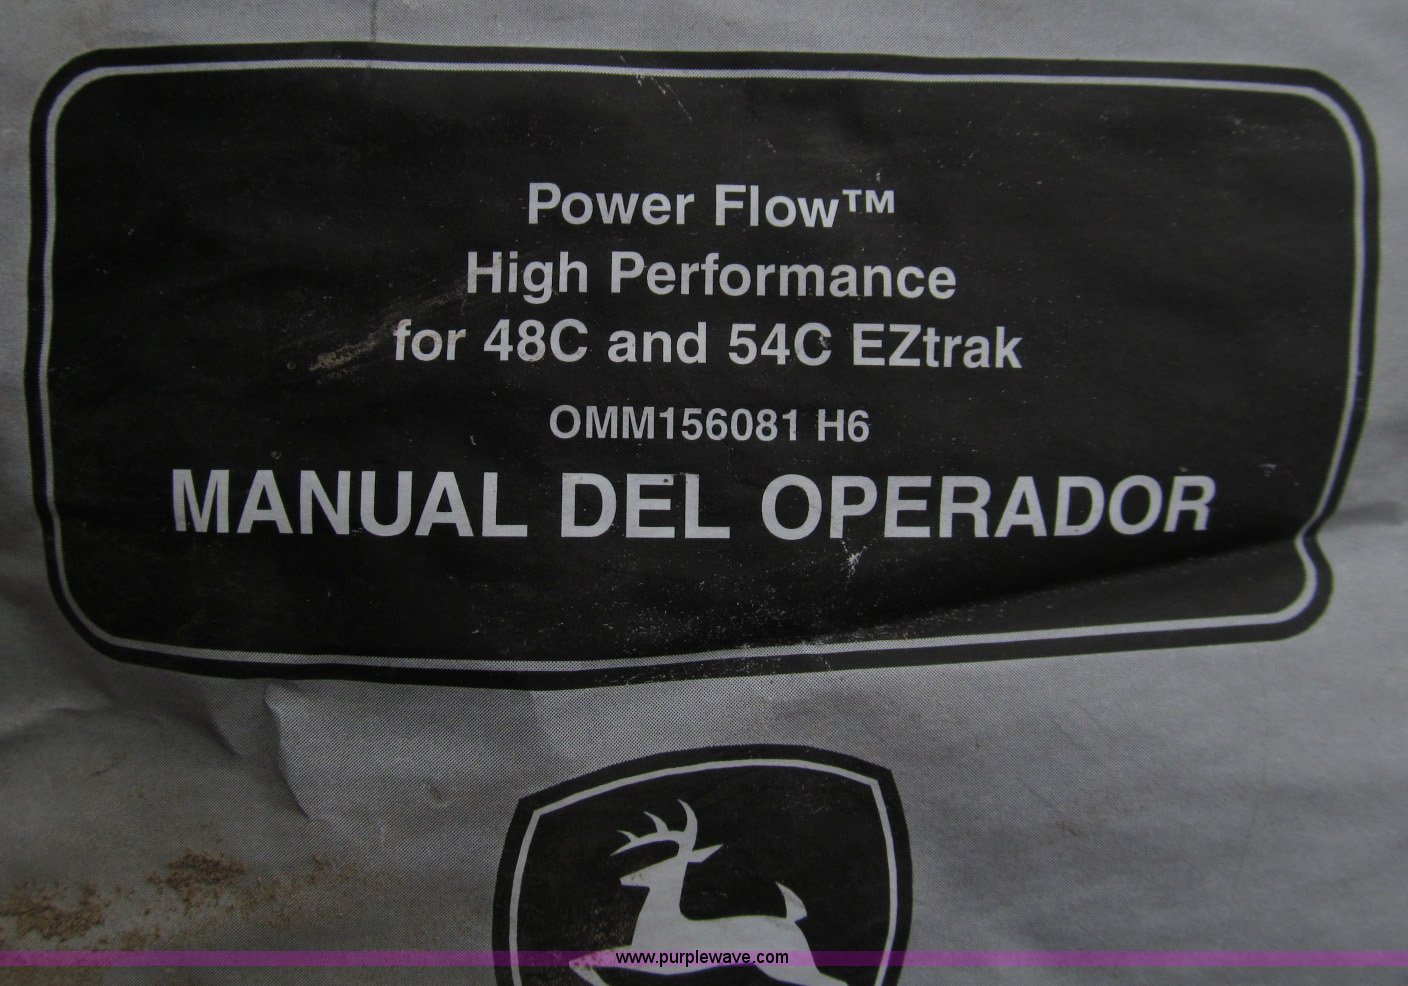 Power Flow™
High Performance
for 48C and 54C EZtrak
OMM156081 H6
MANUAL DEL OPERADOR
www.purplewave.com